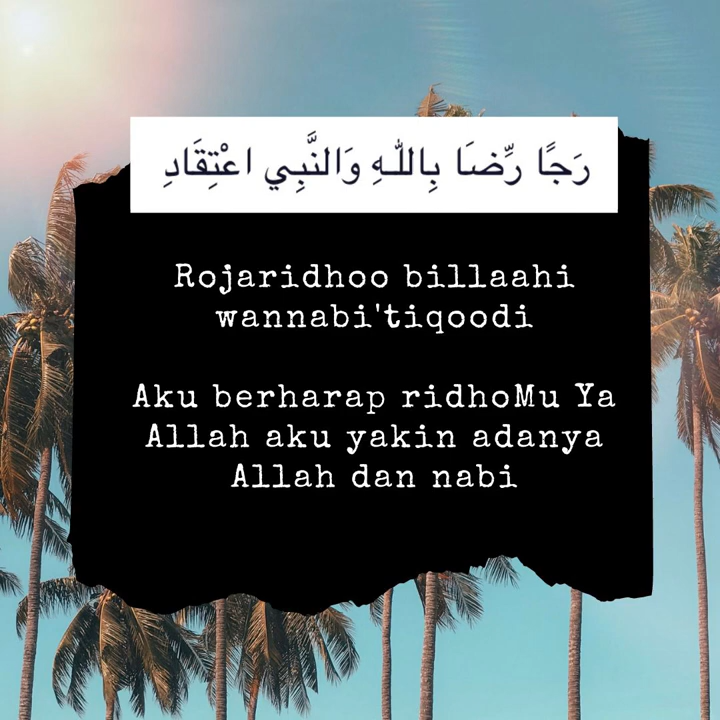 رَجًا رِّضَا بِاللّٰهِ وَالنَّبِي اعْتِقَادِ
Rojaridhoo billaahi
wannabi'tiqoodi
Aku berharap ridhoMu Ya
Allah aku yakin adanya
Allah dan nabi